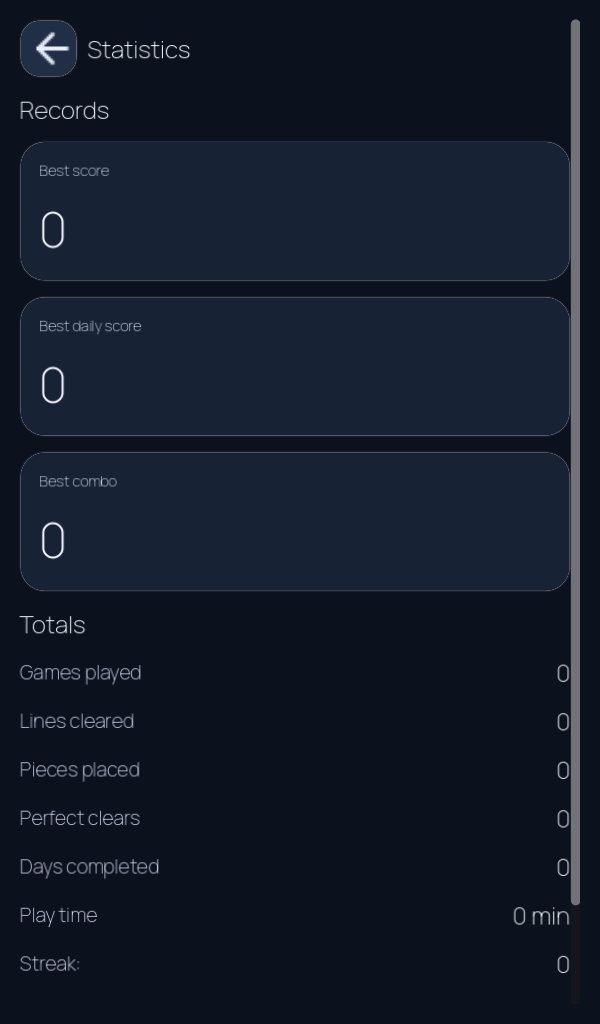 Statistics
Records
Best score
0
Best daily score
0
Best combo
0
Totals
Games played 0
Lines cleared 0
Pieces placed 0
Perfect clears 0
Days completed 0
Play time 0 min
Streak: 0